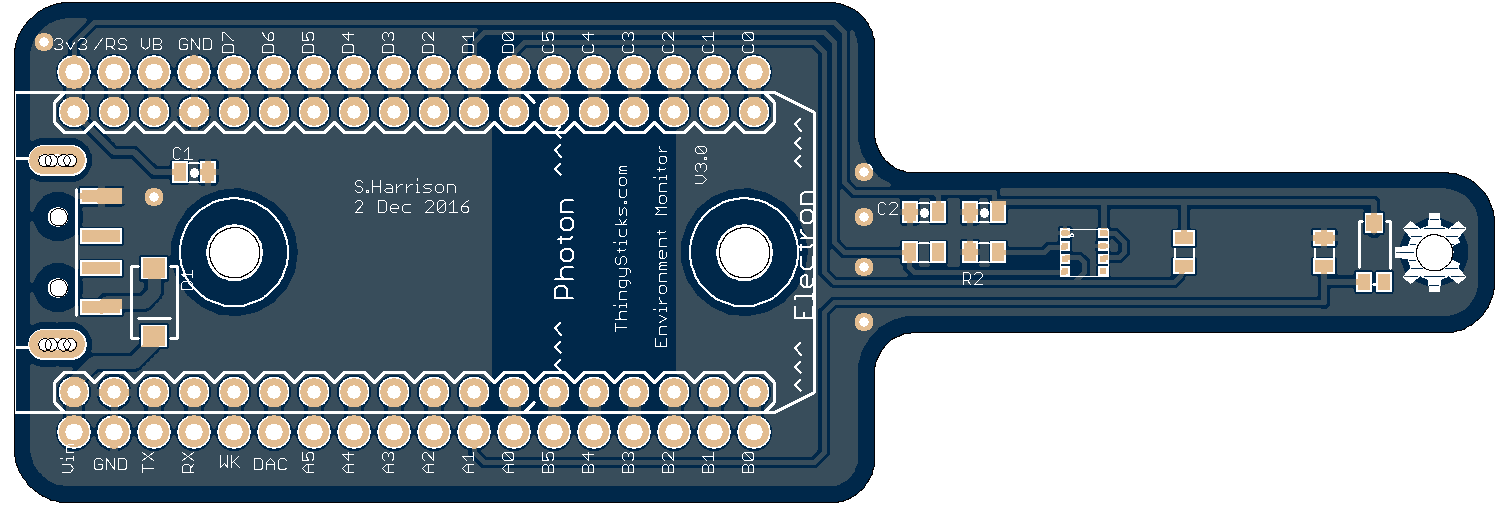 3v3 /RS VB GND D7 D6 D5 D4 D3 D2 D1 D0 C5 C4 C3 C2 C1 C0
C1
S.Harrison
2 Dec 2016
D1
<<< Photon <<<
ThingySticks.com
Environment Monitor
V3.0
<<< Electron <<<
C2
R2
Vin GND TX RX WK DAC A5 A4 A3 A2 A1 A0 B5 B4 B3 B2 B1 B0